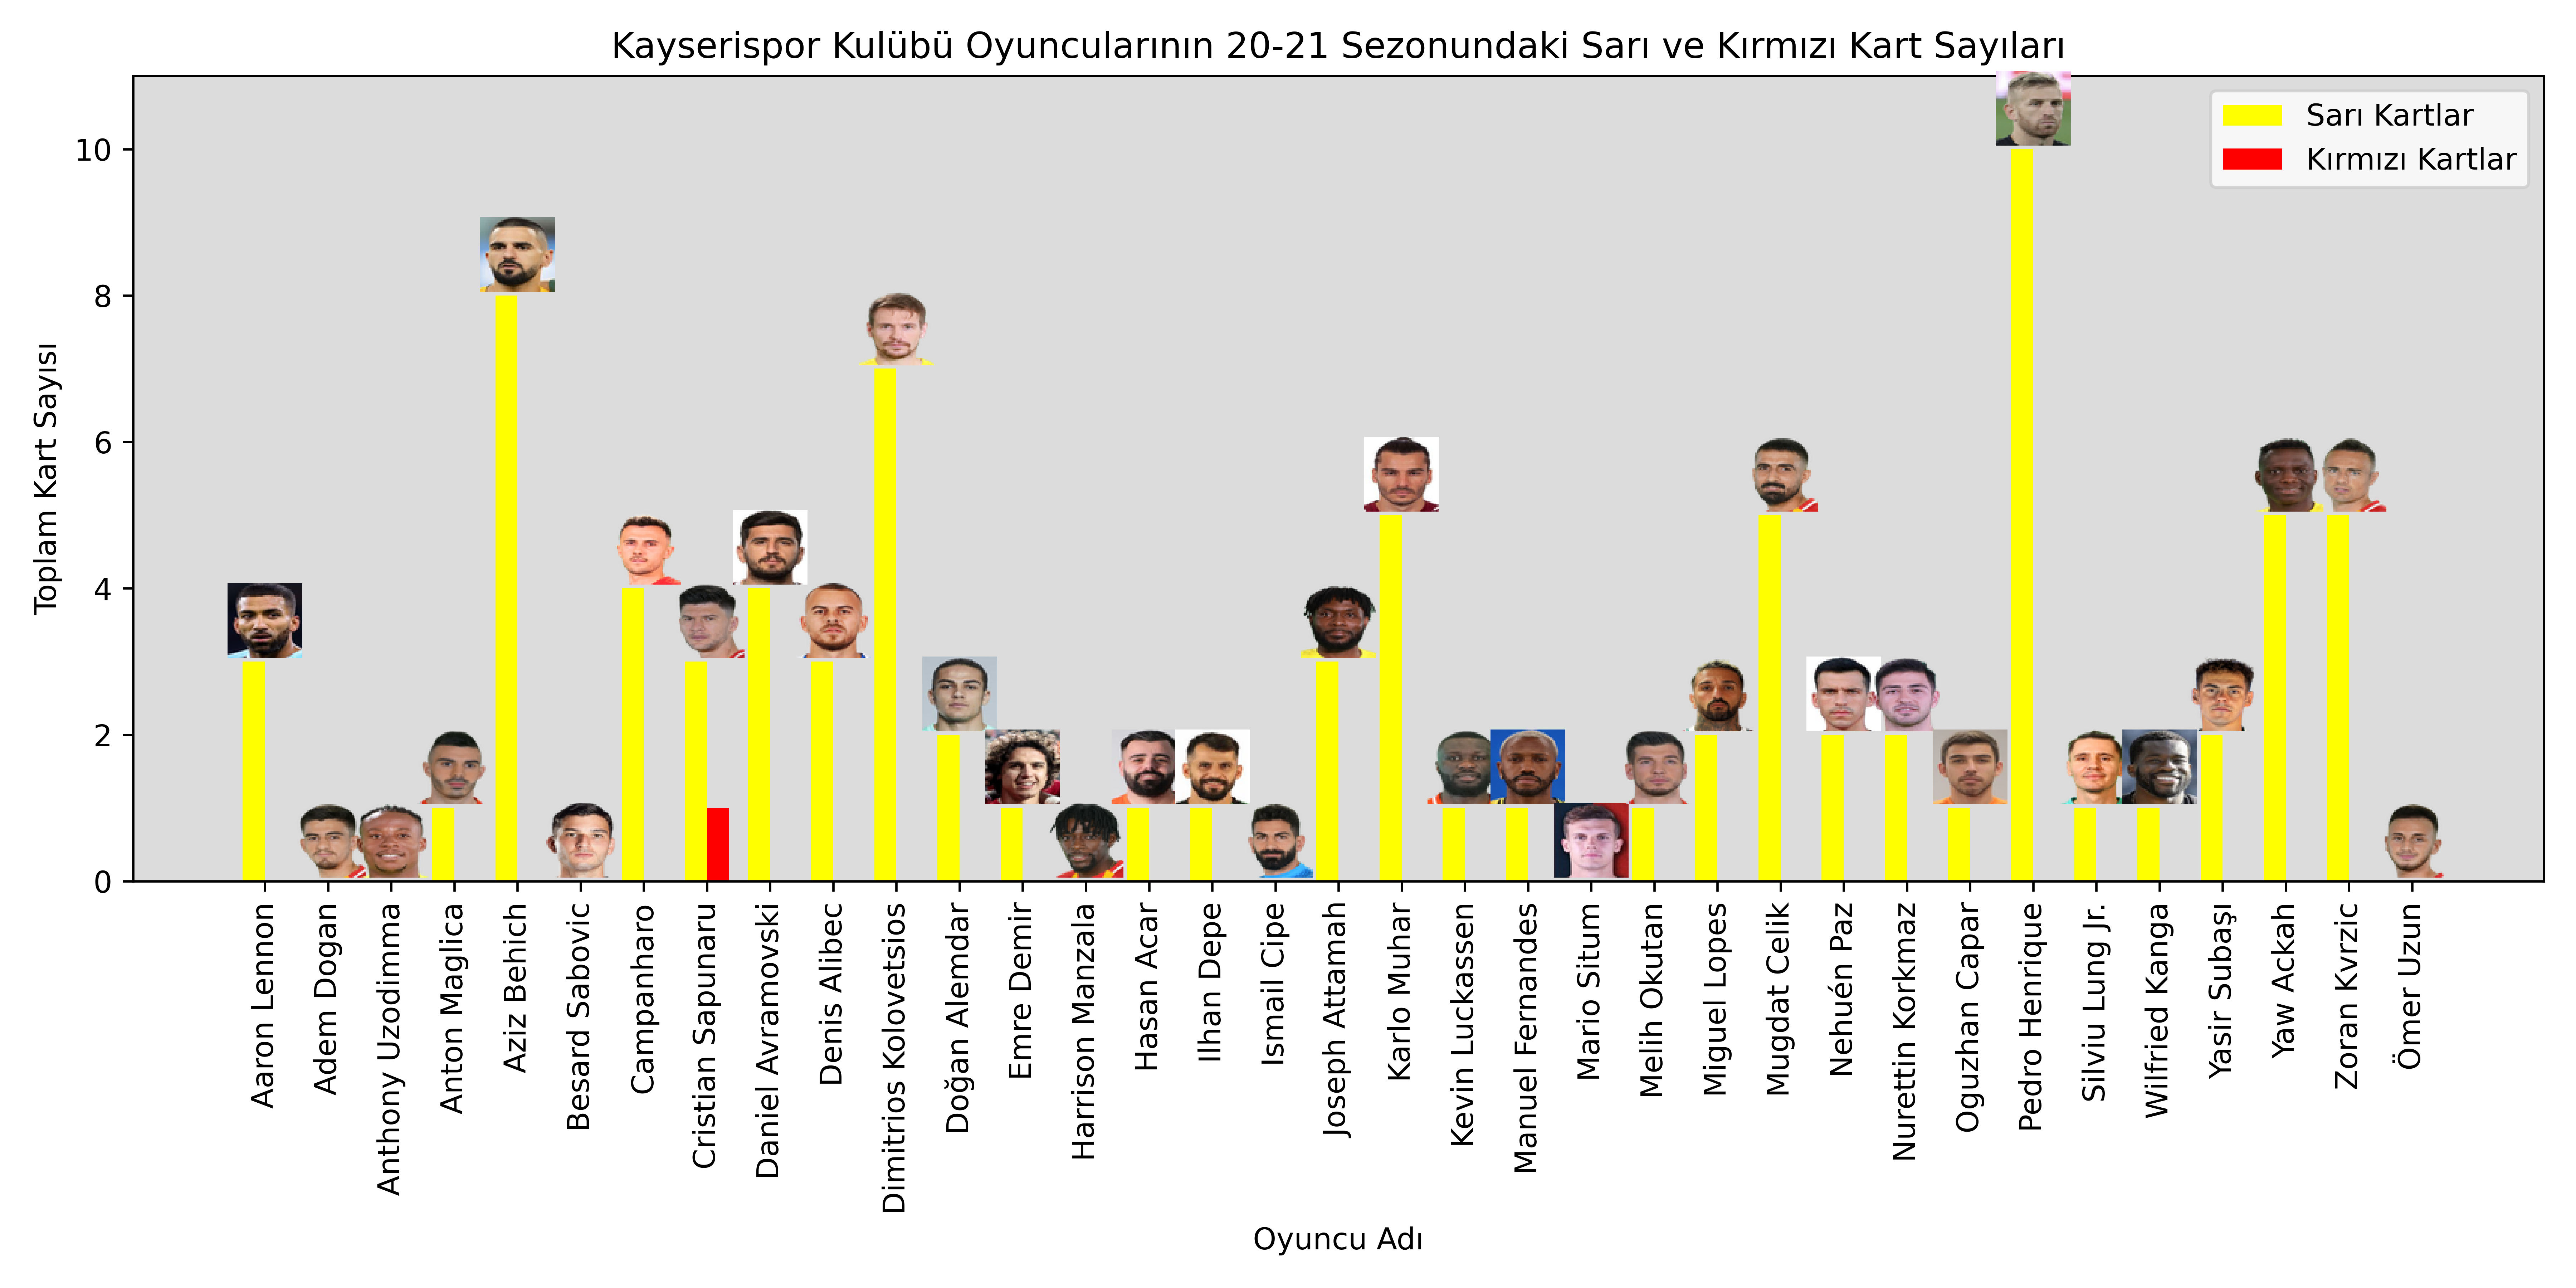 Kayserispor Kulübü Oyuncularının 20-21 Sezonundaki Sarı ve Kırmızı Kart Sayıları
Sarı Kartlar
Kırmızı Kartlar
Toplam Kart Sayısı
10
8
6
4
2
0
Aaron Lennon
Adem Dogan
Anthony Uzodimma
Anton Maglica
Aziz Behich
Besard Sabovic
Campanharo
Cristian Sapunaru
Daniel Avramovski
Denis Alibec
Dimitrios Kolovetsios
Doğan Alemdar
Emre Demir
Harrison Manzala
Hasan Acar
Ilhan Depe
Ismail Cipe
Joseph Attamah
Karlo Muhar
Kevin Luckassen
Manuel Fernandes
Mario Situm
Melih Okutan
Miguel Lopes
Mugdat Celik
Nehuén Paz
Nurettin Korkmaz
Oguzhan Capar
Pedro Henrique
Silviu Lung Jr.
Wilfried Kanga
Yasir Subaşı
Yaw Ackah
Zoran Kvrzic
Ömer Uzun
Oyuncu Adı